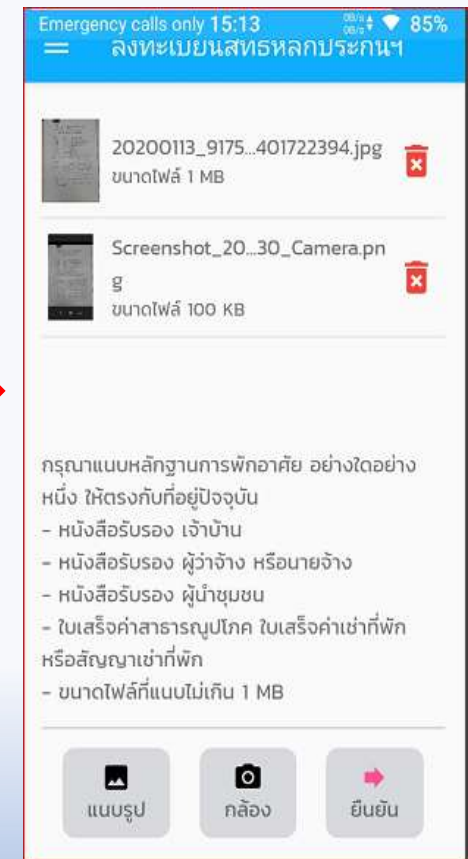 Emergency calls only 15:13 0B/s 0B/s 85%
ลงทะเบียนสิทธิหลักประกันฯ
20200113_9175...401722394.jpg
ขนาดไฟล์ 1 MB
Screenshot_20...30_Camera.pn
g
ขนาดไฟล์ 100 KB
กรุณาแนบหลักฐานการพักอาศัย อย่างใดอย่าง
หนึ่ง ให้ตรงกับที่อยู่ปัจจุบัน
- หนังสือรับรอง เจ้าบ้าน
- หนังสือรับรอง ผู้ว่าจ้าง หรือนายจ้าง
- หนังสือรับรอง ผู้นำชุมชน
- ใบเสร็จค่าสาธารณูปโภค ใบเสร็จค่าเช่าที่พัก
หรือสัญญาเช่าที่พัก
- ขนาดไฟล์ที่แนบไม่เกิน 1 MB
แนบรูป
กล้อง
ยืนยัน